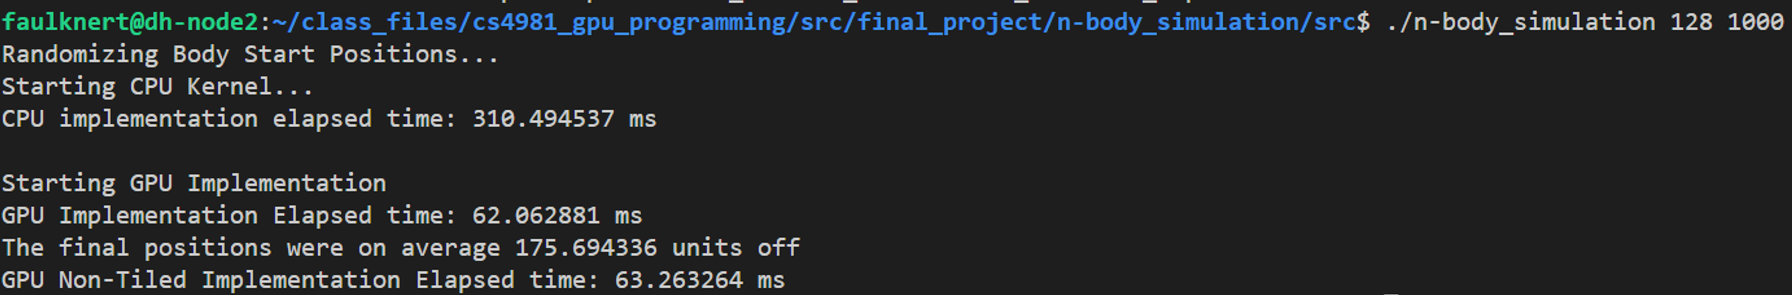 faulknert@dh-node2:~/class_files/cs4981_gpu_programming/src/final_project/n-body_simulation/src$ ./n-body_simulation 128 1000
Randomizing Body Start Positions...
Starting CPU Kernel...
CPU implementation elapsed time: 310.494537 ms
Starting GPU Implementation
GPU Implementation Elapsed time: 62.062881 ms
The final positions were on average 175.694336 units off
GPU Non-Tiled Implementation Elapsed time: 63.263264 ms